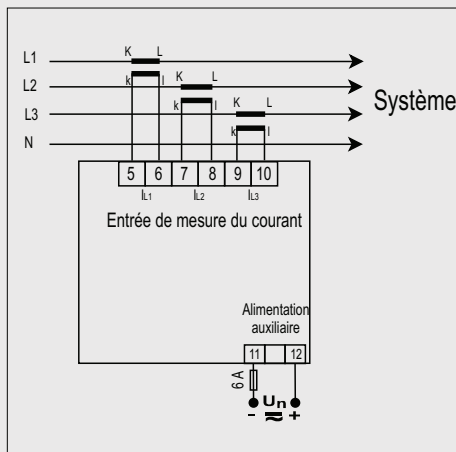 K L
L1
k l K L
L2
k l K L
L3
Système
k l
N
5 6 7 8 9 10
IL1 IL2 IL3
Entrée de mesure du courant
Alimentation
auxiliaire
11 12
6 A
Un
- +